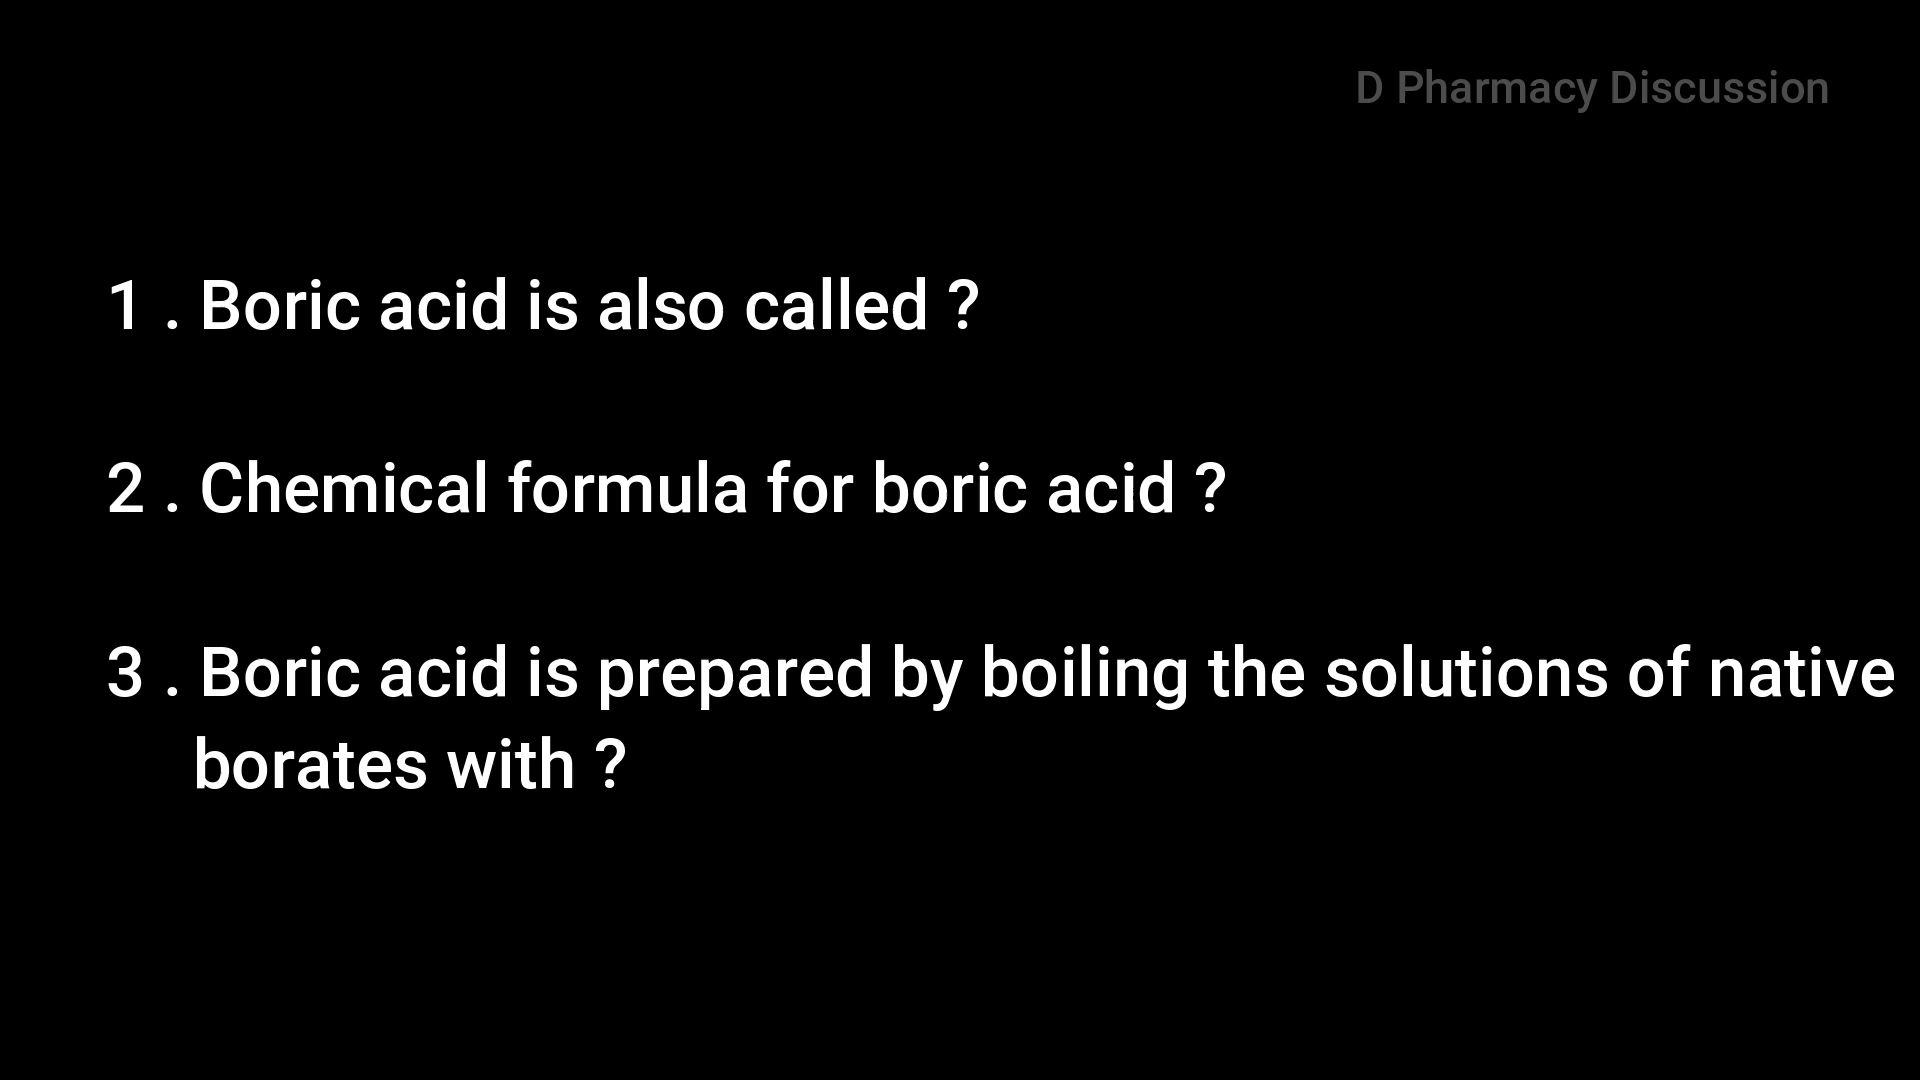 D Pharmacy Discussion
1 . Boric acid is also called ?
2 . Chemical formula for boric acid ?
3 . Boric acid is prepared by boiling the solutions of native
borates with ?